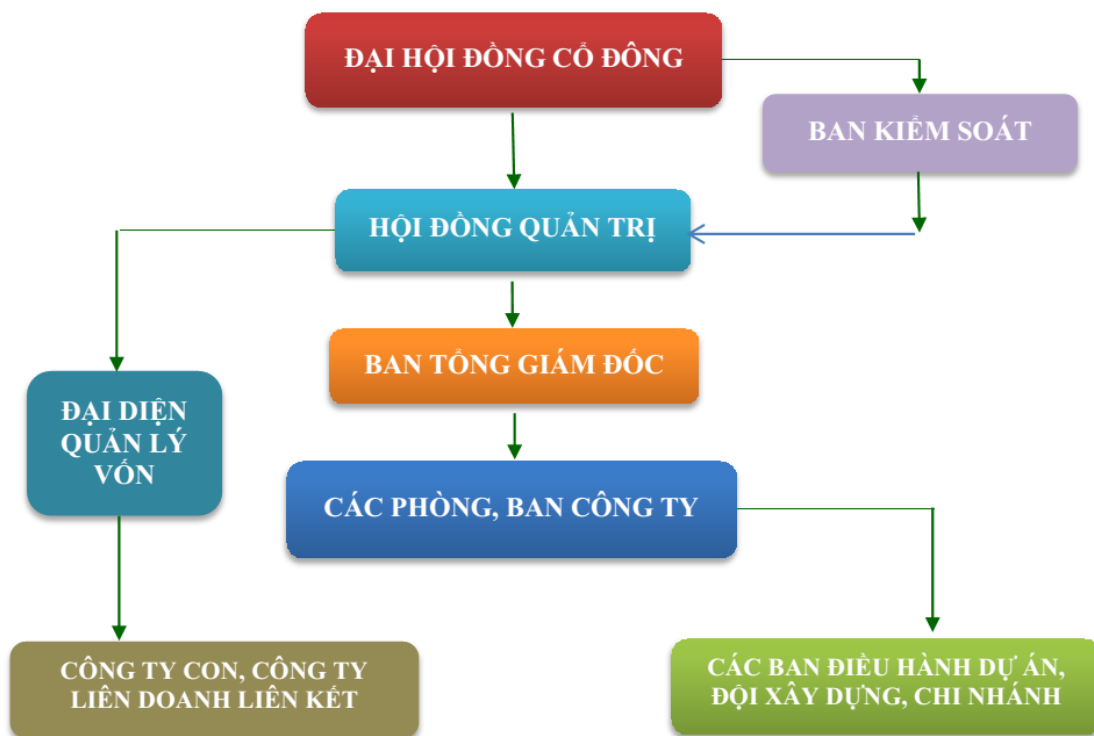 ĐẠI HỘI ĐỒNG CỔ ĐÔNG
BAN KIỂM SOÁT
HỘI ĐỒNG QUẢN TRỊ
BAN TỔNG GIÁM ĐỐC
ĐẠI DIỆN
QUẢN LÝ
VỐN
CÁC PHÒNG, BAN CÔNG TY
CÔNG TY CON, CÔNG TY
LIÊN DOANH LIÊN KẾT
CÁC BAN ĐIỀU HÀNH DỰ ÁN,
ĐỘI XÂY DỰNG, CHI NHÁNH